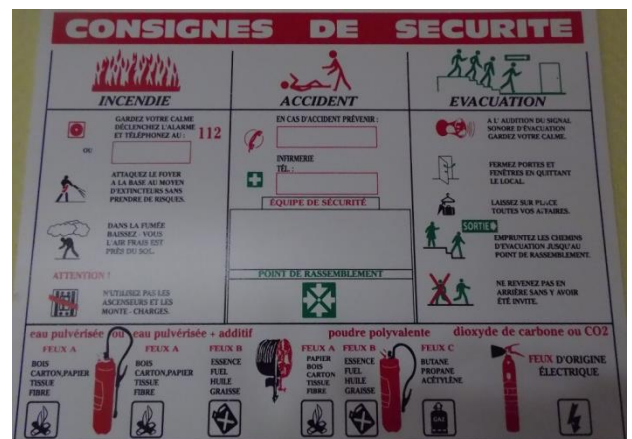 CONSIGNES DE SECURITE
INCENDIE
GARDEZ VOTRE CALME
DÉCLENCHEZ L'ALARME
ET TÉLÉPHONEZ AU :
112
OU
ATTAQUEZ LE FOYER
A LA BASE AU MOYEN
D'EXTINCTEURS SANS
PRENDRE DE RISQUES.
DANS LA FUMÉE
BAISSEZ - VOUS
L'AIR FRAIS EST
PRÈS DU SOL.
ATTENTION !
N'UTILISEZ PAS LES
ASCENSEURS ET LES
MONTE - CHARGES.
ACCIDENT
EN CAS D'ACCIDENT PRÉVENIR :
INFIRMERIE
TÉL. :
ÉQUIPE DE SÉCURITÉ
POINT DE RASSEMBLEMENT
EVACUATION
A L' AUDITION DU SIGNAL
SONORE D'ÉVACUATION
GARDEZ VOTRE CALME.
FERMEZ PORTES ET
FENÊTRES EN QUITTANT
LE LOCAL.
LAISSEZ SUR PLACE
TOUTES VOS AFFAIRES.
SORTIE
EMPRUNTEZ LES CHEMINS
D'EVACUATION JUSQU'AU
POINT DE RASSEMBLEMENT.
NE REVENEZ PAS EN
ARRIÈRE SANS Y AVOIR
ÉTÉ INVITE.
eau pulvérisée ou eau pulvérisée + additif
FEUX A
BOIS
CARTON,PAPIER
TISSUE
FIBRE
FEUX A
BOIS
CARTON,PAPIER
TISSUE
FIBRE
FEUX B
ESSENCE
FUEL
HUILE
GRAISSE
poudre polyvalente
FEUX A
PAPIER
BOIS
CARTON
TISSUE
FIBRE
FEUX B
ESSENCE
FUEL
HUILE
GRAISSE
FEUX C
BUTANE
PROPANE
ACÉTYLÈNE
GAZ
dioxyde de carbone ou CO2
FEUX D'ORIGINE
ÉLECTRIQUE